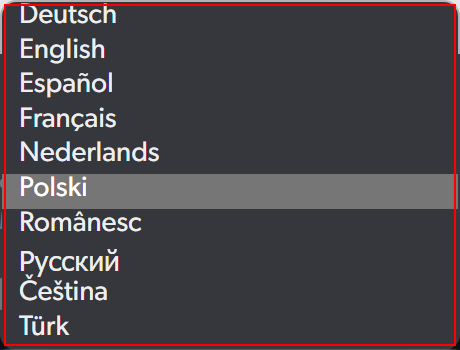 Deutsch
English
Español
Français
Nederlands
Polski
Românesc
Русский
Čeština
Türk